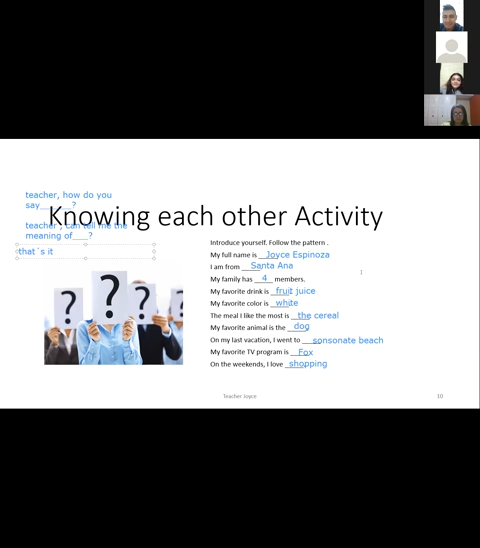 teacher, how do you
say____?
Knowing each other Activity
teacher , can tell me the
meaning of___?
that´s it
Introduce yourself. Follow the pattern .
My full name is __Joyce Espinoza
I am from __Santa Ana
My family has __4__ members.
My favorite drink is __fruit juice
My favorite color is __white
The meal I like the most is __the cereal
My favorite animal is the __dog
On my last vacation, I went to ____sonsonate beach
My favorite TV program is __Fox
On the weekends, I love __shopping
Teacher Joyce
10